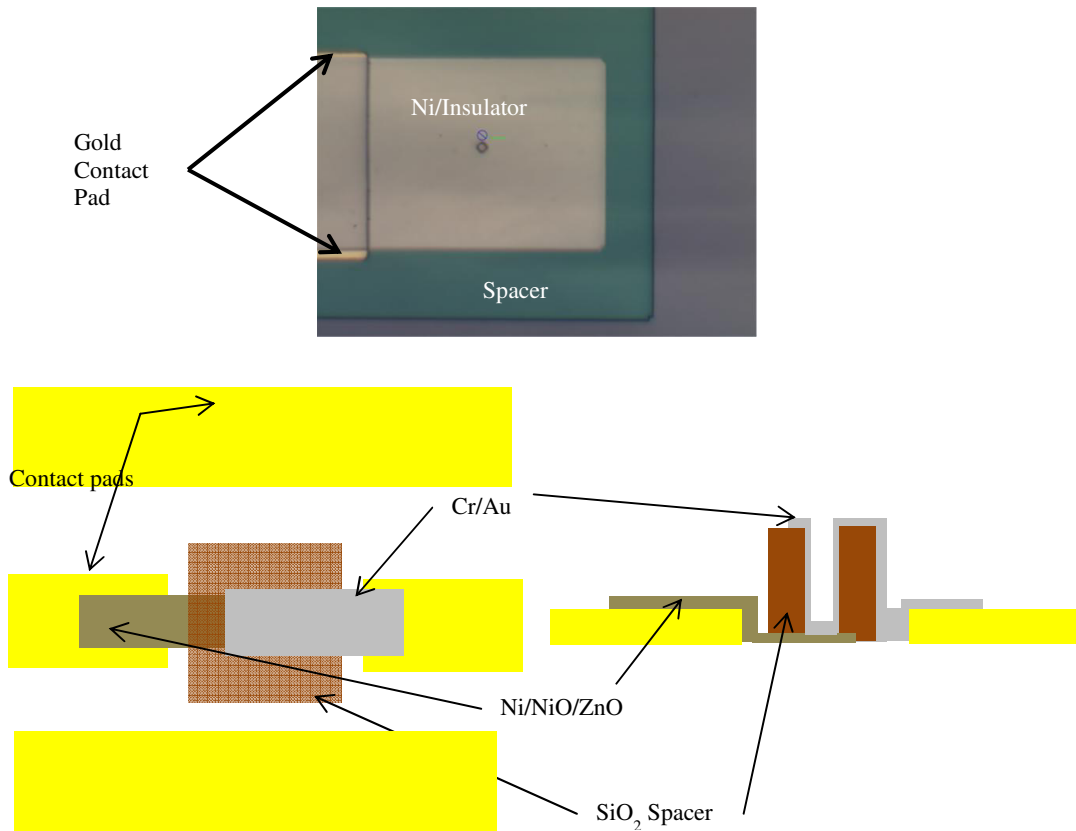 Ni/Insulator
Gold
Contact
Pad
Spacer
Contact pads
Cr/Au
Ni/NiO/ZnO
SiO₂ Spacer